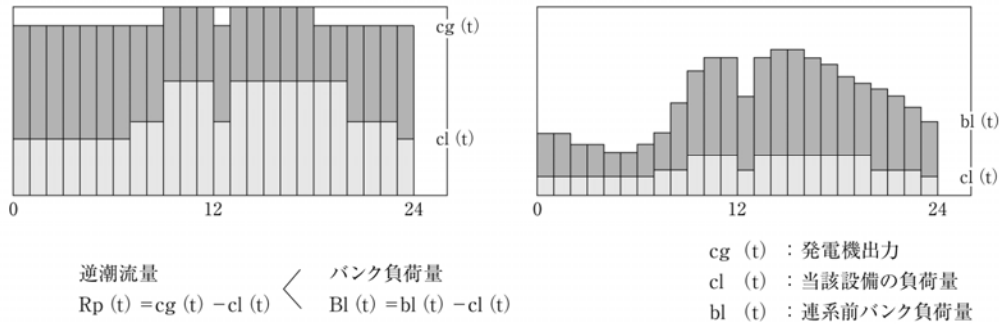 cg (t)
cl (t)
0 12 24
bl (t)
cl (t)
0 12 24
逆潮流量 < バンク負荷量
Rp (t) =cg (t) −cl (t) Bl (t) =bl (t) −cl (t)
cg (t) :発電機出力
cl (t) :当該設備の負荷量
bl (t) :連系前バンク負荷量